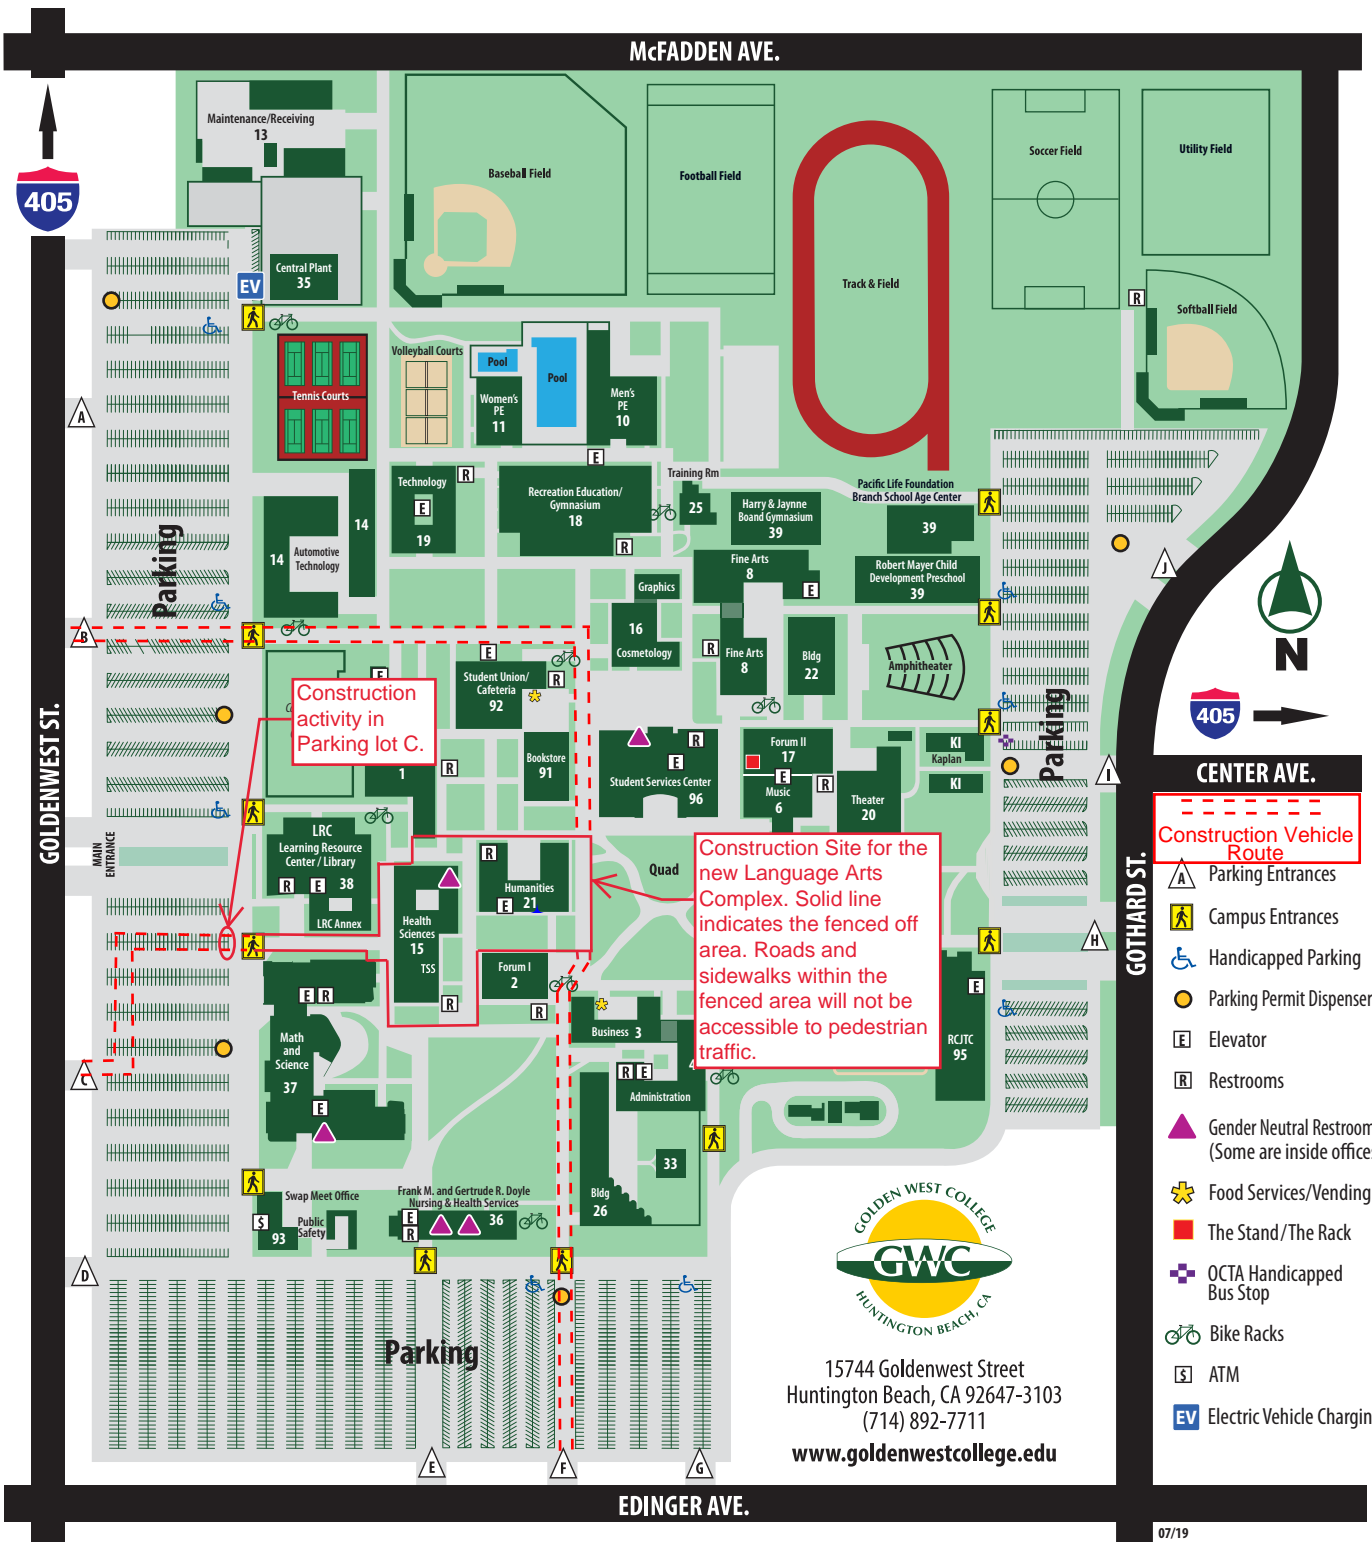 McFADDEN AVE.
405
Maintenance/Receiving
13
Baseball Field
Football Field
Soccer Field
Utility Field
Central Plant
35
EV
Track & Field
R
Softball Field
Volleyball Courts
Pool
Pool
Tennis Courts
Women's
PE
11
Men's
PE
10
A
E
Training Rm
Technology
R
E
19
Recreation Education/
Gymnasium
18
R
25
Harry & Jaynne
Boand Gymnasium
39
Pacific Life Foundation
Branch School Age Center
39
Parking
14
14
Automotive
Technology
Fine Arts
8
E
Robert Mayer Child
Development Preschool
39
J
Graphics
16
Cosmetology
R
Fine Arts
8
Bldg
22
Amphitheater
N
B
E
E
Student Union/
Cafeteria
92
R
Construction
activity in
Parking lot C.
405
GOLDENWEST ST.
1
R
Bookstore
91
R
E
Student Services Center
96
Forum II
17
E
R
Music
6
Theater
20
KI
Kaplan
KI
Parking
I
CENTER AVE.
MAIN
ENTRANCE
LRC
Learning Resource
Center / Library
R
E
38
LRC Annex
Health
Sciences
15
TSS
R
R
Humanities
E
21
Quad
Construction Site for the
new Language Arts
Complex. Solid line
indicates the fenced off
area. Roads and
sidewalks within the
fenced area will not be
accessible to pedestrian
traffic.
H
GOTHARD ST.
Forum I
2
R
E
R
Math
and
Science
37
E
C
Business 3
R
E
4
Administration
E
RCJTC
95
33
Bldg
26
Swap Meet Office
$
93
Public
Safety
Frank M. and Gertrude R. Doyle
Nursing & Health Services
E
R
36
D
Parking
E
F
G
EDINGER AVE.
GOLDEN WEST COLLEGE
GWC
HUNTINGTON BEACH, CA
15744 Goldenwest Street
Huntington Beach, CA 92647-3103
(714) 892-7711
www.goldenwestcollege.edu
Construction Vehicle
Route
A Parking Entrances
Campus Entrances
Handicapped Parking
Parking Permit Dispenser
E Elevator
R Restrooms
Gender Neutral Restroom
(Some are inside office
Food Services/Vending
The Stand/The Rack
OCTA Handicapped
Bus Stop
Bike Racks
$ ATM
EV Electric Vehicle Chargin
07/19